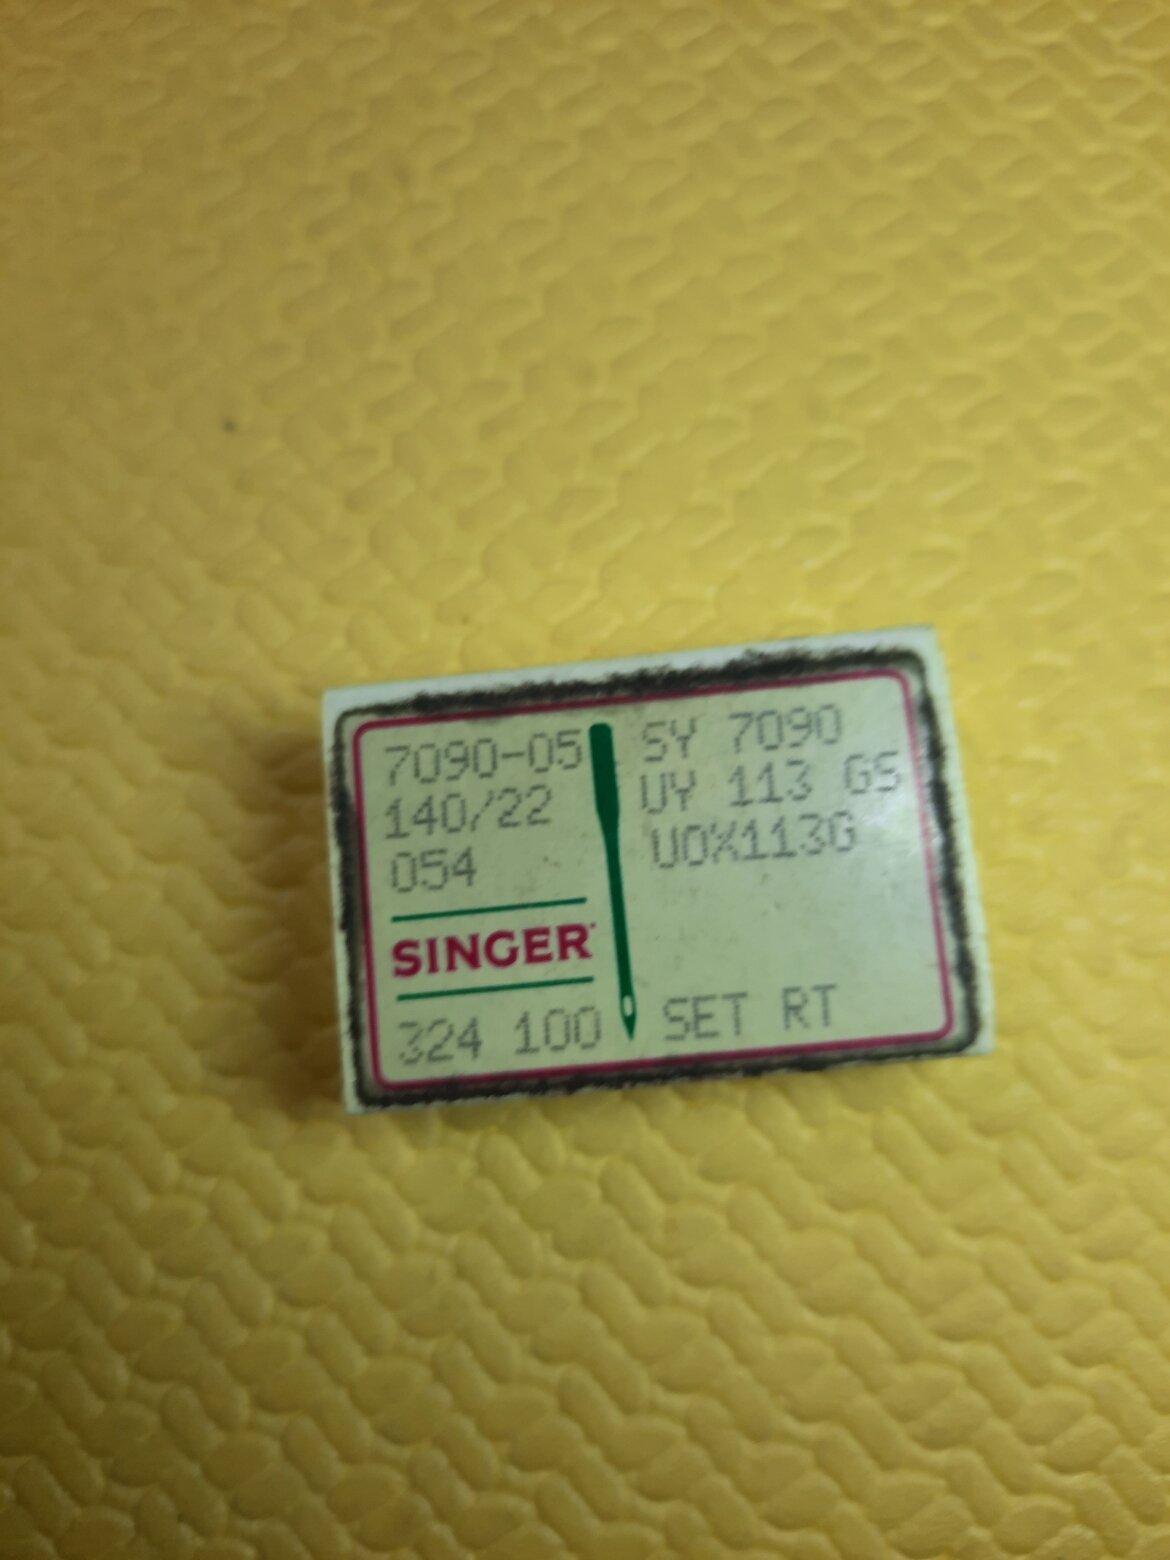 7090-05
140/22
054
SINGER
324 100
SY 7090
UY 113 GS
UOX113G
SET RT